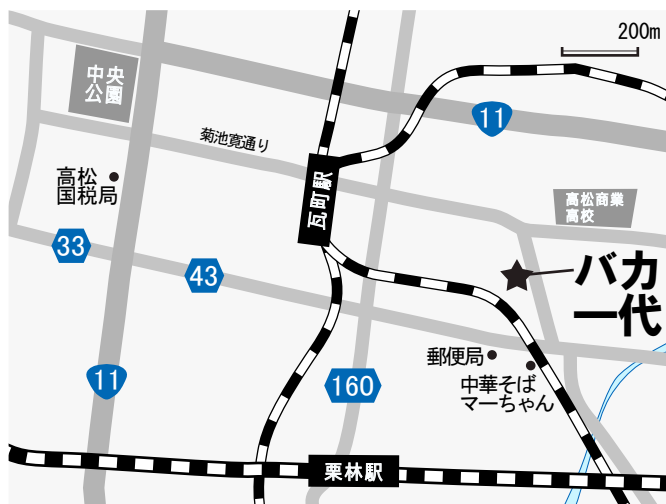 200m
中央
公園
11
菊池寛通り
高松
国税局
瓦町駅
高松商業
高校
33
43
バカ
一代
郵便局
中華そば
マーちゃん
11
160
栗林駅